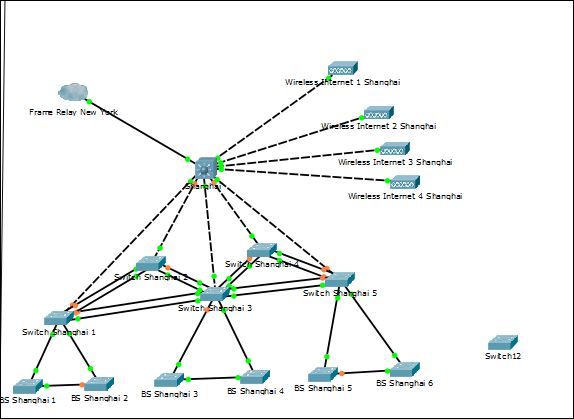 Wireless Internet 1 Shanghai
Frame Relay New York
Wireless Internet 2 Shanghai
Wireless Internet 3 Shanghai
Shanghai
Wireless Internet 4 Shanghai
Switch Shanghai 2
Switch Shanghai 4
Switch Shanghai 5
Switch Shanghai 3
Switch Shanghai 1
Switch12
BS Shanghai 1
BS Shanghai 2
BS Shanghai 3
BS Shanghai 4
BS Shanghai 5
BS Shanghai 6